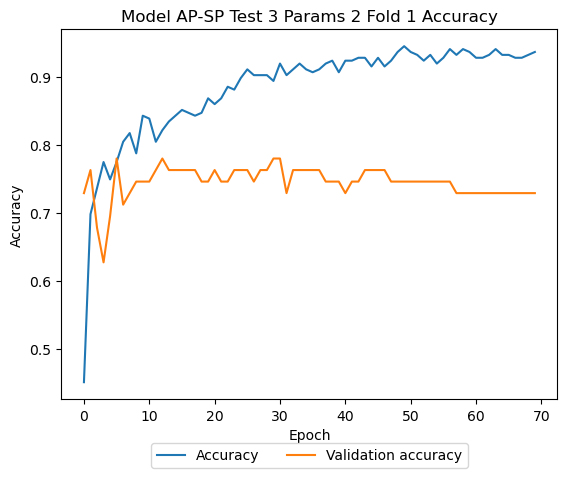 Model AP-SP Test 3 Params 2 Fold 1 Accuracy
Accuracy
0.9
0.8
0.7
0.6
0.5
0 10 20 30 40 50 60 70
Epoch
Accuracy Validation accuracy